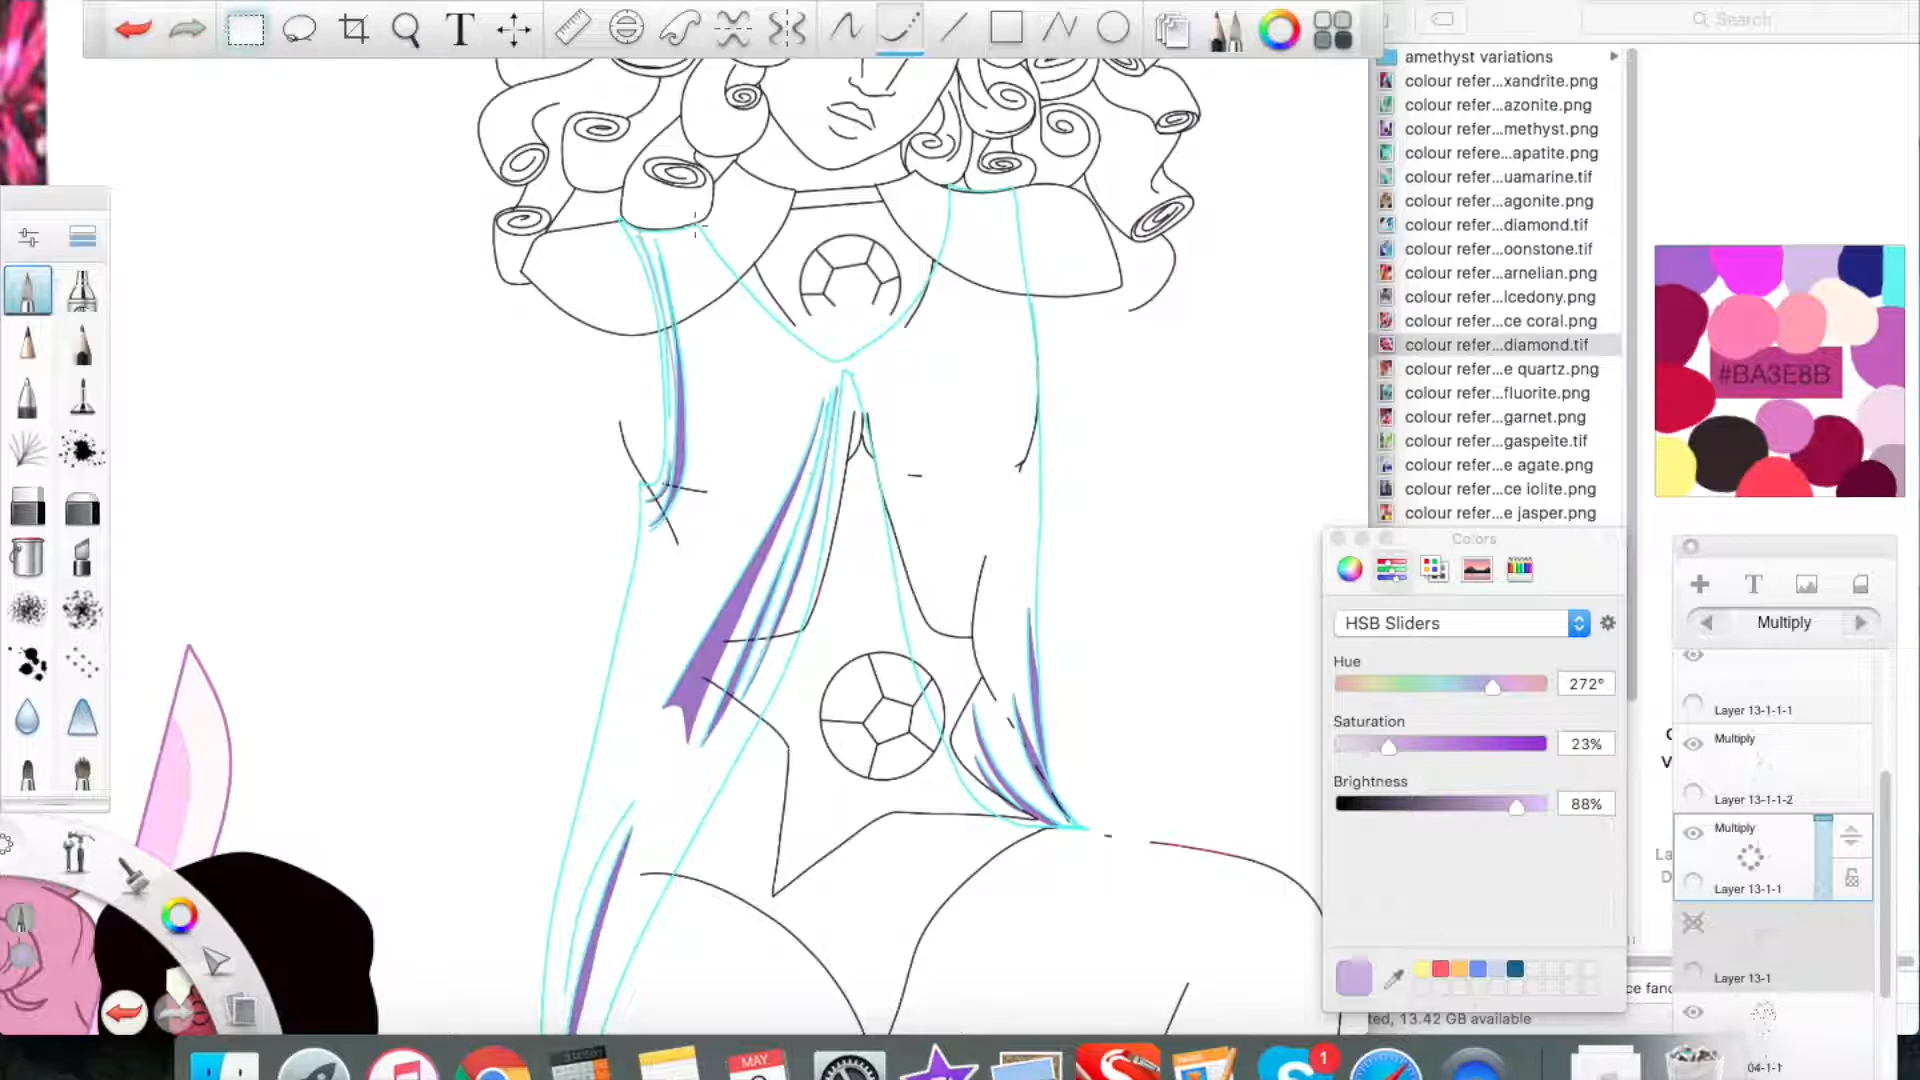 T
Search
amethyst variations
colour refer...xandrite.png
colour refer...azonite.png
colour refer...methyst.png
colour refere...apatite.png
colour refer...uamarine.tif
colour refer...agonite.png
colour refer...diamond.tif
colour refer...oonstone.tif
colour refer...arnelian.png
colour refer...lcedony.png
colour refer...ce coral.png
colour refer...diamond.tif
colour refer...e quartz.png
colour refer...fluorite.png
colour refer...garnet.png
colour refer...gaspeite.tif
colour refer...e agate.png
colour refer...ce iolite.png
colour refer...e jasper.png
#BA3E8B
Colors
HSB Sliders
Hue
272°
Saturation
23%
Brightness
88%
T
Multiply
Layer 13-1-1-1
Multiply
Layer 13-1-1-2
Multiply
Layer 13-1-1
Layer 13-1
04-1-1
ce fanc
ted, 13.42 GB available
MAY
1